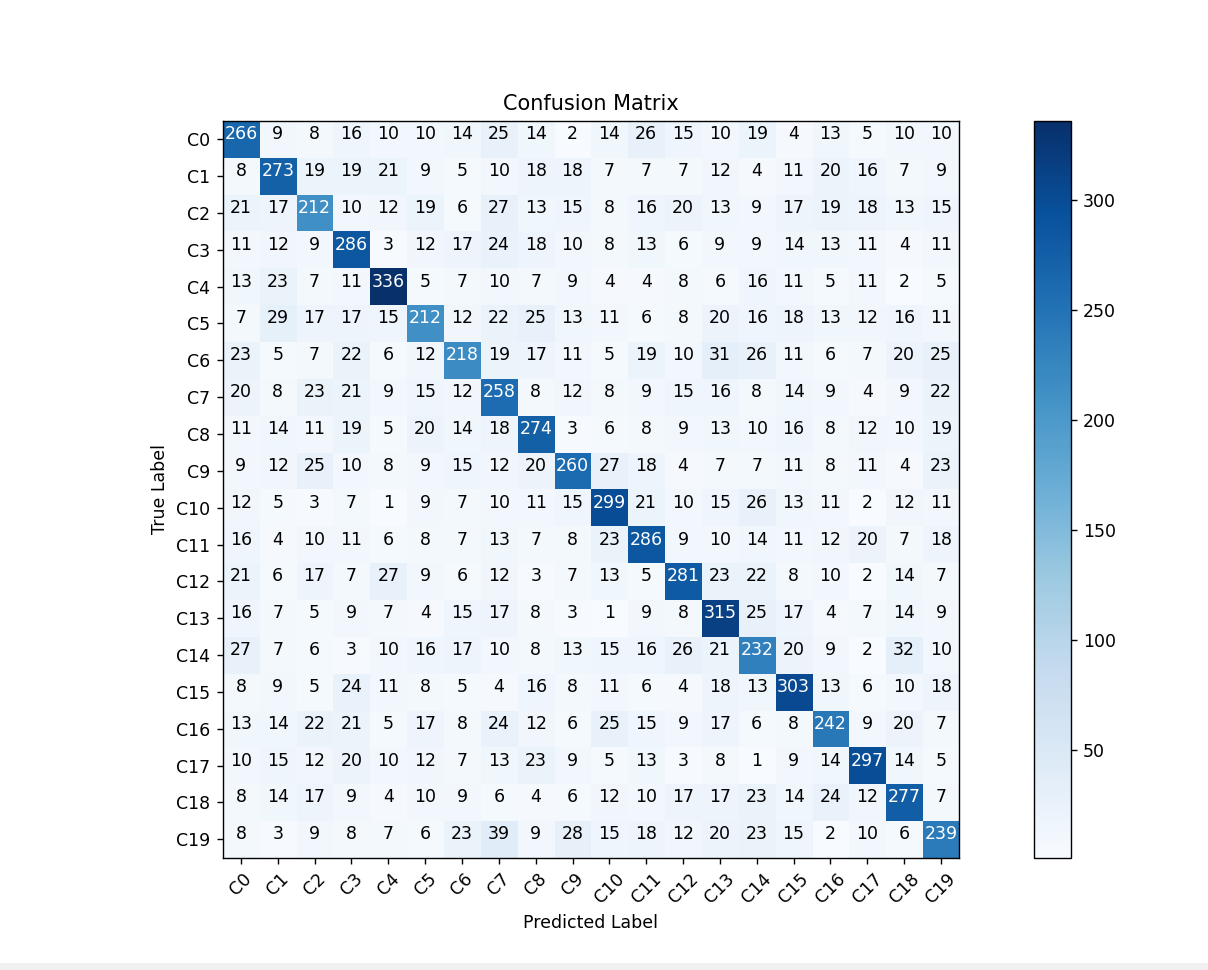 Confusion Matrix
C0 266 9 8 16 10 10 14 25 14 2 14 26 15 10 19 4 13 5 10 10
C1 8 273 19 19 21 9 5 10 18 18 7 7 7 12 4 11 20 16 7 9
C2 21 17 212 10 12 19 6 27 13 15 8 16 20 13 9 17 19 18 13 15
C3 11 12 9 286 3 12 17 24 18 10 8 13 6 9 9 14 13 11 4 11
C4 13 23 7 11 336 5 7 10 7 9 4 4 8 6 16 11 5 11 2 5
C5 7 29 17 17 15 212 12 22 25 13 11 6 8 20 16 18 13 12 16 11
C6 23 5 7 22 6 12 218 19 17 11 5 19 10 31 26 11 6 7 20 25
C7 20 8 23 21 9 15 12 258 8 12 8 9 15 16 8 14 9 4 9 22
C8 11 14 11 19 5 20 14 18 274 3 6 8 9 13 10 16 8 12 10 19
C9 9 12 25 10 8 9 15 12 20 260 27 18 4 7 7 11 8 11 4 23
C10 12 5 3 7 1 9 7 10 11 15 299 21 10 15 26 13 11 2 12 11
C11 16 4 10 11 6 8 7 13 7 8 23 286 9 10 14 11 12 20 7 18
C12 21 6 17 7 27 9 6 12 3 7 13 5 281 23 22 8 10 2 14 7
C13 16 7 5 9 7 4 15 17 8 3 1 9 8 315 25 17 4 7 14 9
C14 27 7 6 3 10 16 17 10 8 13 15 16 26 21 232 20 9 2 32 10
C15 8 9 5 24 11 8 5 4 16 8 11 6 4 18 13 303 13 6 10 18
C16 13 14 22 21 5 17 8 24 12 6 25 15 9 17 6 8 242 9 20 7
C17 10 15 12 20 10 12 7 13 23 9 5 13 3 8 1 9 14 297 14 5
C18 8 14 17 9 4 10 9 6 4 6 12 10 17 17 23 14 24 12 277 7
C19 8 3 9 8 7 6 23 39 9 28 15 18 12 20 23 15 2 10 6 239
C0 C1 C2 C3 C4 C5 C6 C7 C8 C9 C10 C11 C12 C13 C14 C15 C16 C17 C18 C19
Predicted Label
True Label
300
250
200
150
100
50